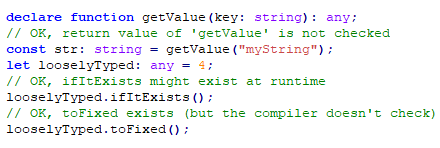 declare function getValue(key: string): any;
// OK, return value of 'getValue' is not checked
const str: string = getValue("myString");
let looselyTyped: any = 4;
// OK, ifItExists might exist at runtime
looselyTyped.ifItExists();
// OK, toFixed exists (but the compiler doesn't check)
looselyTyped.toFixed();